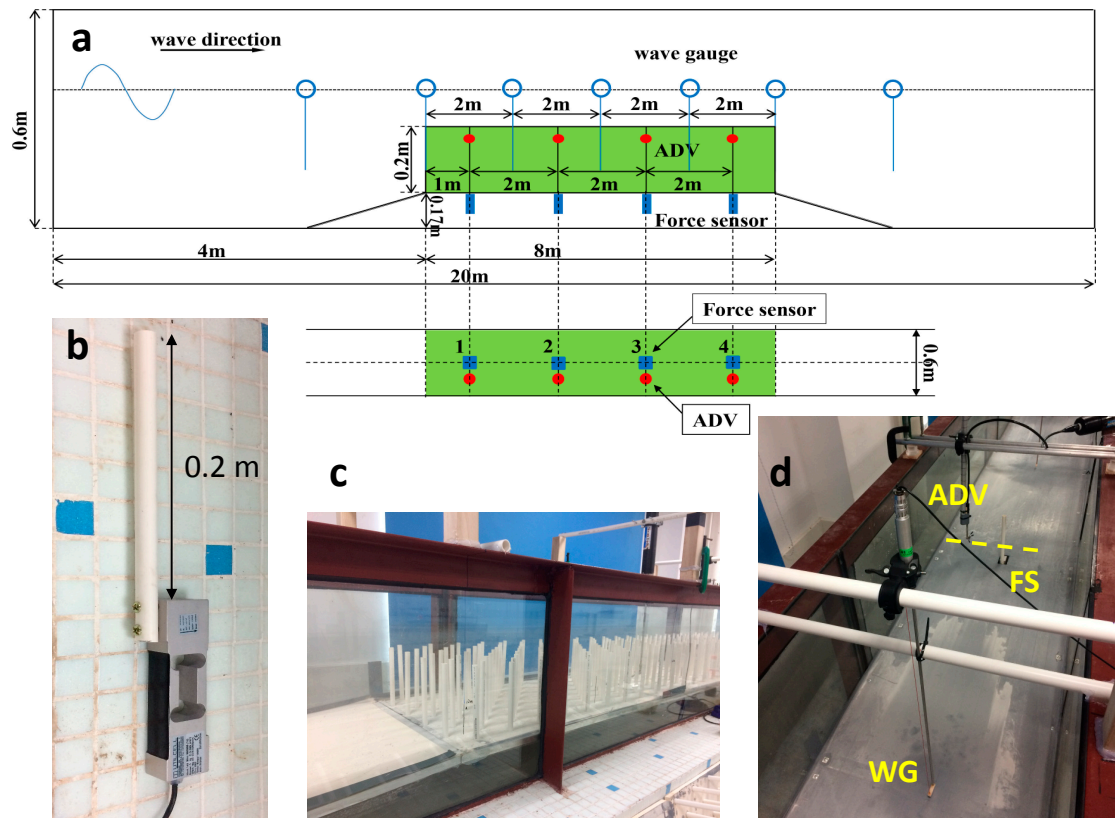 a
wave direction
wave gauge
2m
2m
2m
2m
0.6m
0.2m
ADV
1m
2m
2m
2m
0.17m
Force sensor
4m
8m
20m
Force sensor
1
2
3
4
0.6m
ADV
b
0.2 m
c
d
ADV
FS
WG